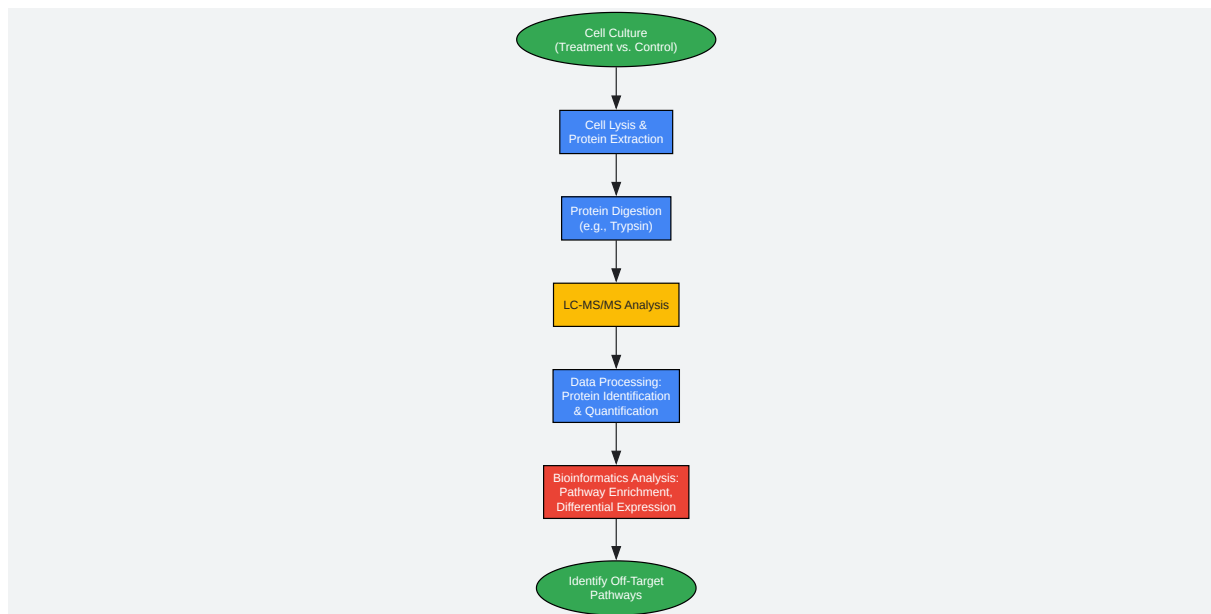 Cell Culture
(Treatment vs. Control)
Cell Lysis &
Protein Extraction
Protein Digestion
(e.g., Trypsin)
LC-MS/MS Analysis
Data Processing:
Protein Identification
& Quantification
Bioinformatics Analysis:
Pathway Enrichment,
Differential Expression
Identify Off-Target
Pathways